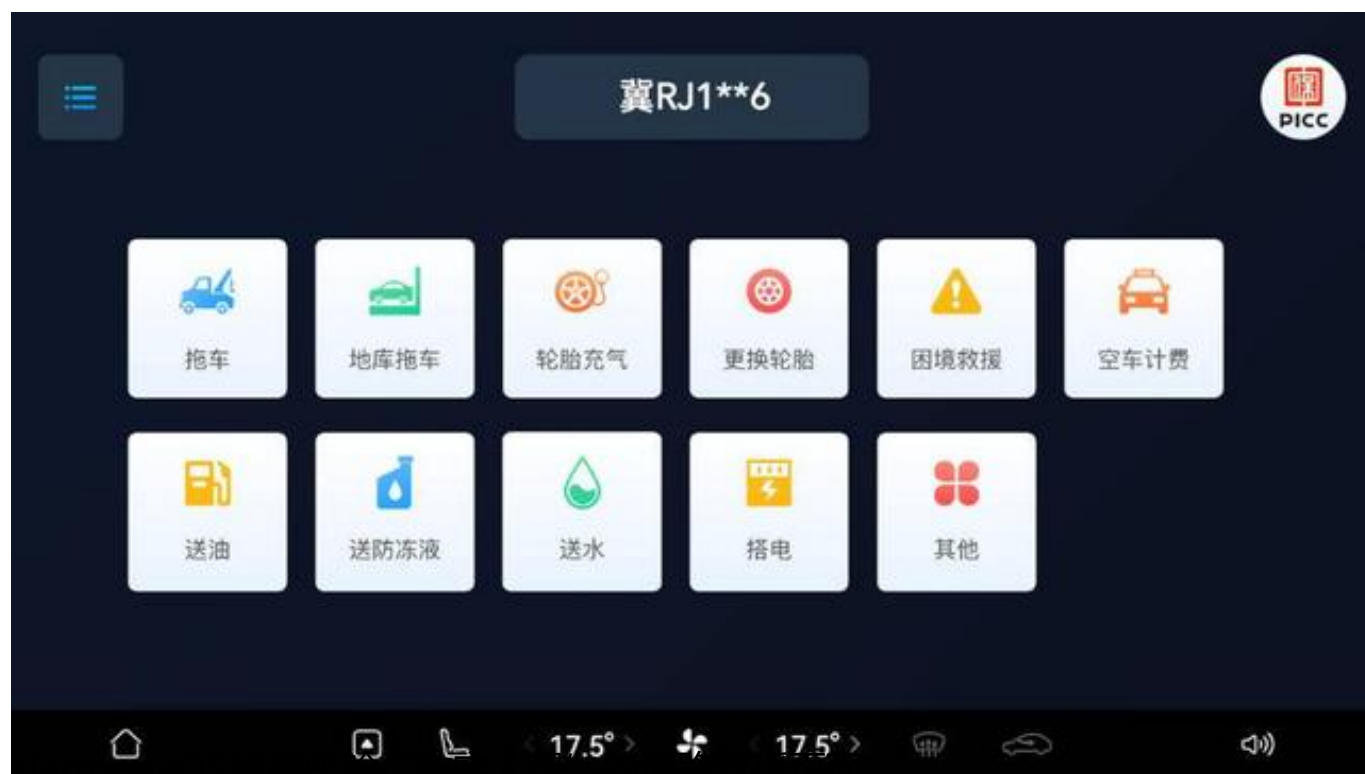 冀RJ1**6
PICC
拖车
地库拖车
轮胎充气
更换轮胎
困境救援
空车计费
送油
送防冻液
送水
搭电
其他
17.5°
17.5°